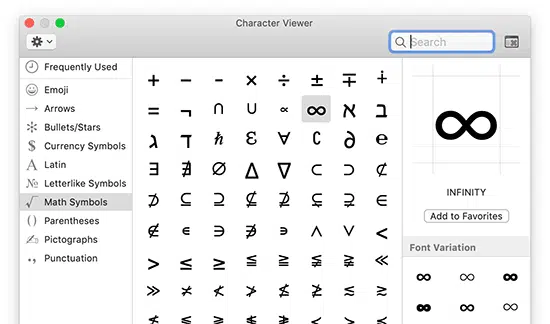 Character Viewer
Search
Frequently Used
Emoji
Arrows
Bullets/Stars
Currency Symbols
Latin
Letterlike Symbols
Math Symbols
Parentheses
Pictographs
Punctuation
+ − − × ÷ ± ∓ ∔
= ¬ ∩ ∪ ∝ ∞ ℵ ℶ
ℷ ℸ ℏ ℇ ∀ ∁ ∂ ℮
∃ ∄ ∅ ∆ ∇ ⊂ ⊃ ⊄
⊅ ⊆ ⊇ ⊈ ⊉ ⊊ ⊋ ∈
∉ ∊ ∋ ∌ ∍ ∧ ∨ <
> ≤ ≥ ≦ ≧ ≨ ≩ ≪
≫ ≮ ≯ ≰ ≱ ≲
∞
INFINITY
Add to Favorites
Font Variation
∞ ∞ ∞
∞ ∞ ∞